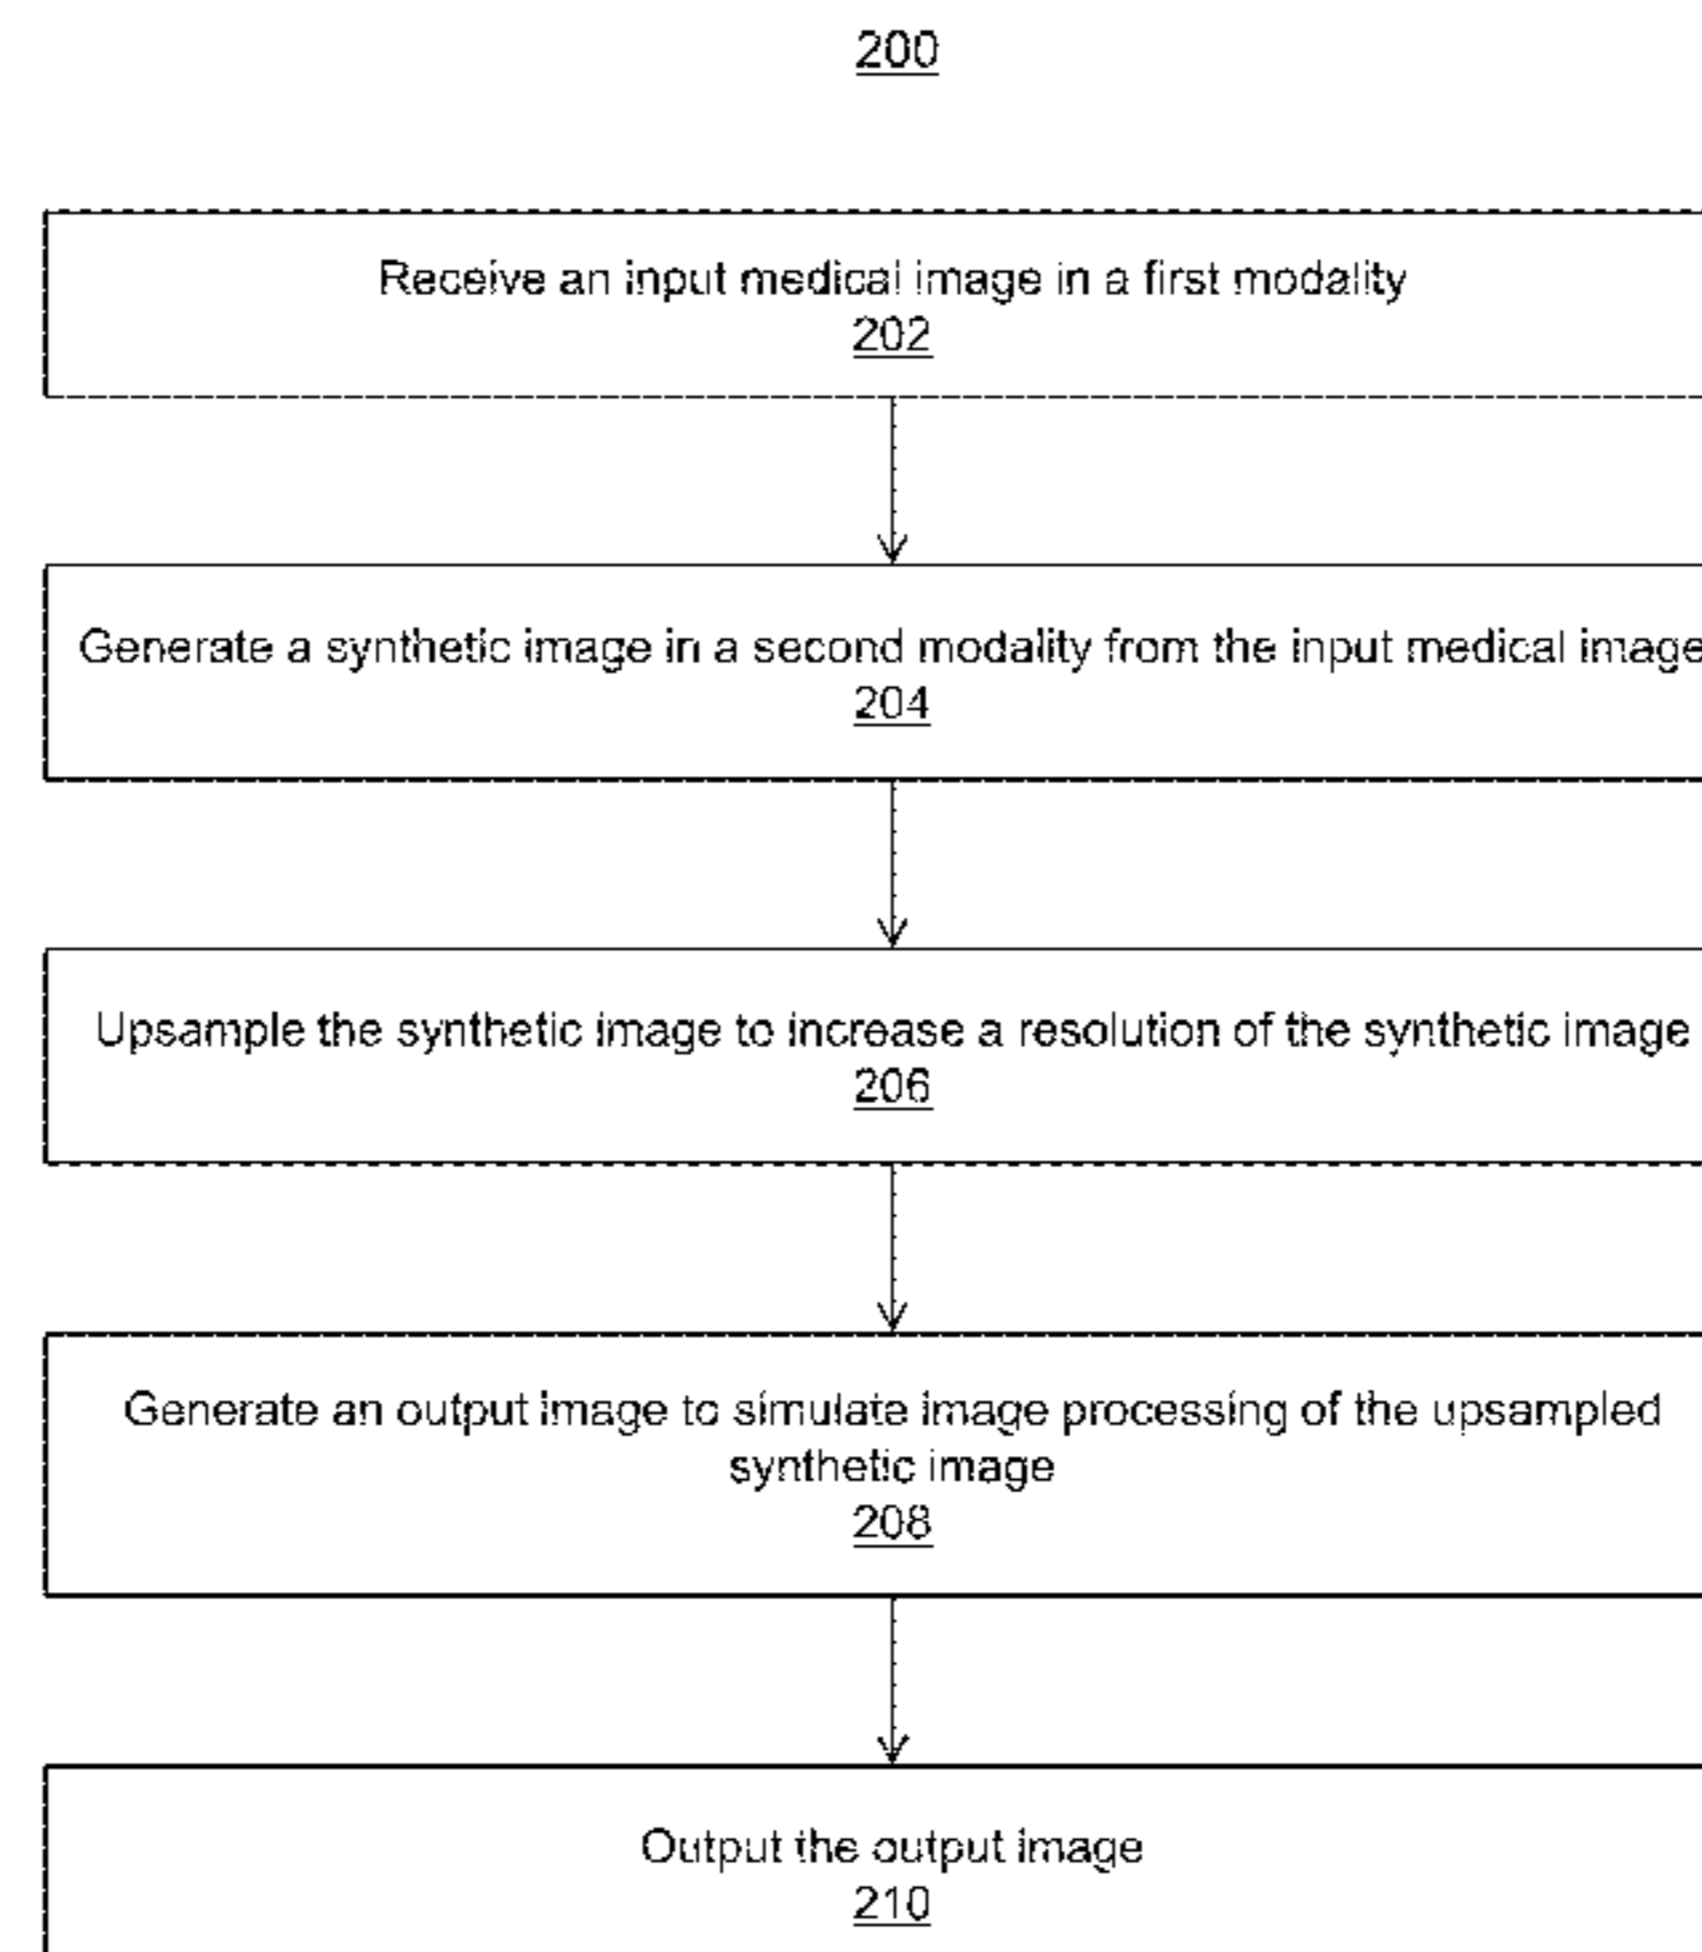 200
Receive an input medical image in a first modality
202
Generate a synthetic image in a second modality from the input medical image
204
Upsample the synthetic image to increase a resolution of the synthetic image
206
Generate an output image to simulate image processing of the upsampled
synthetic image
208
Output the output image
210